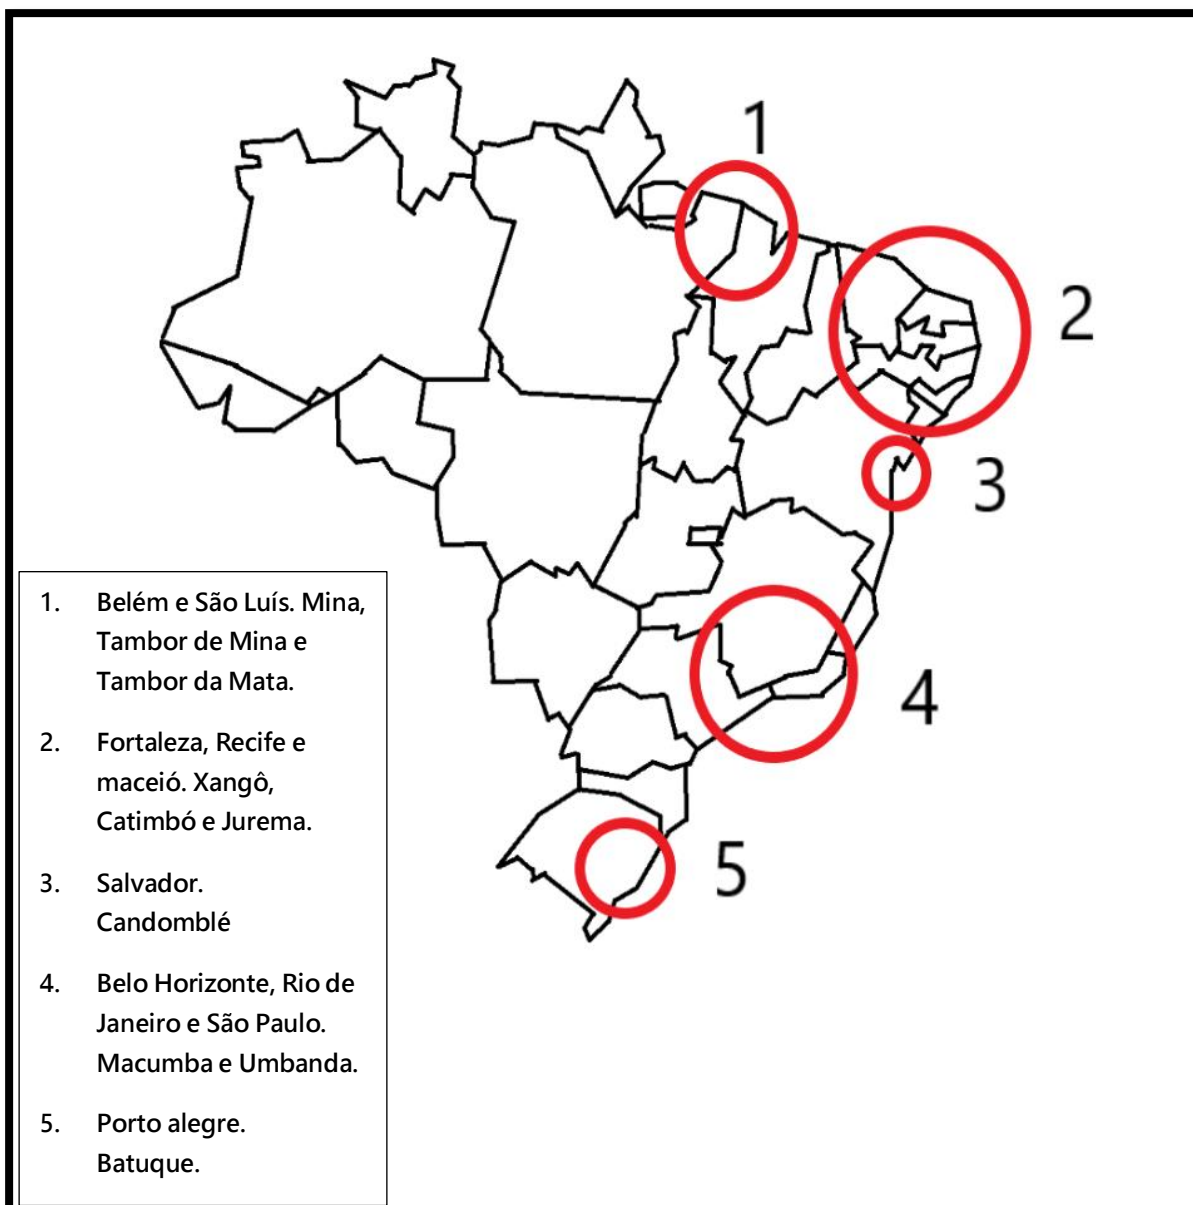 1
2
3
4
5
1. Belém e São Luís. Mina,
Tambor de Mina e
Tambor da Mata.
2. Fortaleza, Recife e
maceió. Xangô,
Catimbó e Jurema.
3. Salvador.
Candomblé
4. Belo Horizonte, Rio de
Janeiro e São Paulo.
Macumba e Umbanda.
5. Porto alegre.
Batuque.